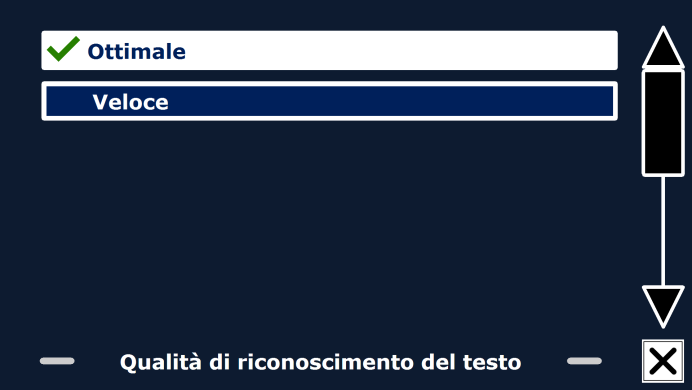 Ottimale
Veloce
Qualità di riconoscimento del testo